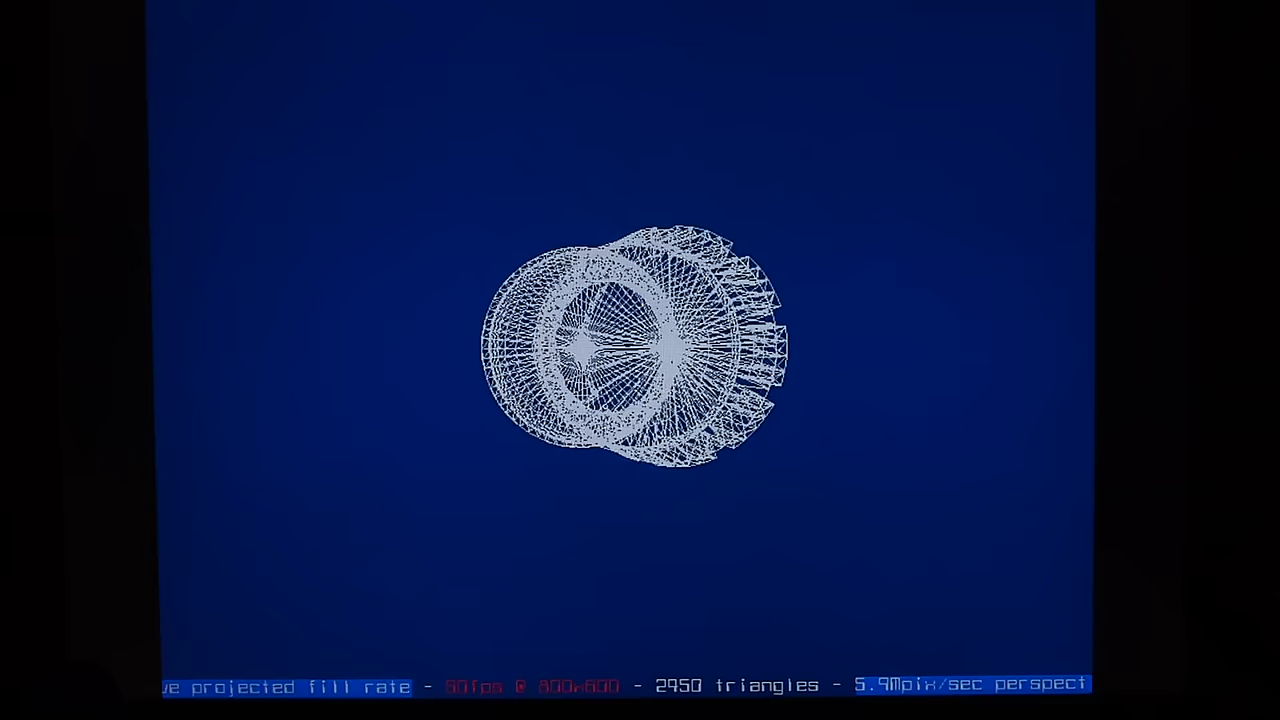 ve projected fill rate - 60fps @ 800x600 - 2950 triangles - 5.9Mpix/sec perspect